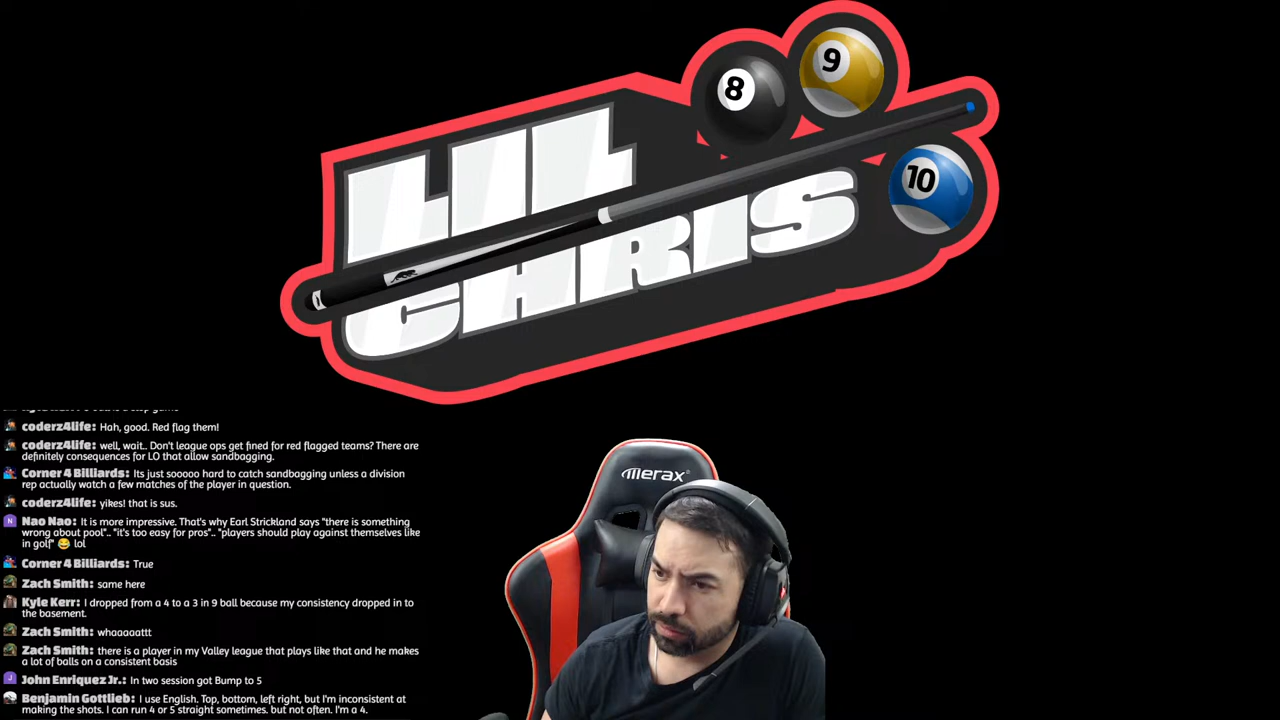 LIL
CHRIS
8
9
10
merax
coderz4life: Hah, good. Red flag them!
coderz4life: well, wait.. Don't league ops get fined for red flagged teams? There are
definitely consequences for LO that allow sandbagging.
Corner 4 Billiards: Its just sooooo hard to catch sandbagging unless a division
rep actually watch a few matches of the player in question.
coderz4life: yikes! that is sus.
N
Nao Nao: It is more impressive. That's why Earl Strickland says "there is something
wrong about pool".. "it's too easy for pros".. "players should play against themselves like
in golf" 😂 lol
Corner 4 Billiards: True
Zach Smith: same here
Kyle Kerr: I dropped from a 4 to a 3 in 9 ball because my consistency dropped in to
the basement.
Zach Smith: whaaaaattt
Zach Smith: there is a player in my Valley league that plays like that and he makes
a lot of balls on a consistent basis
J
John Enriquez Jr.: In two session got Bump to 5
Benjamin Gottlieb: I use English. Top, bottom, left right, but I'm inconsistent at
making the shots. I can run 4 or 5 straight sometimes. but not often. I'm a 4.